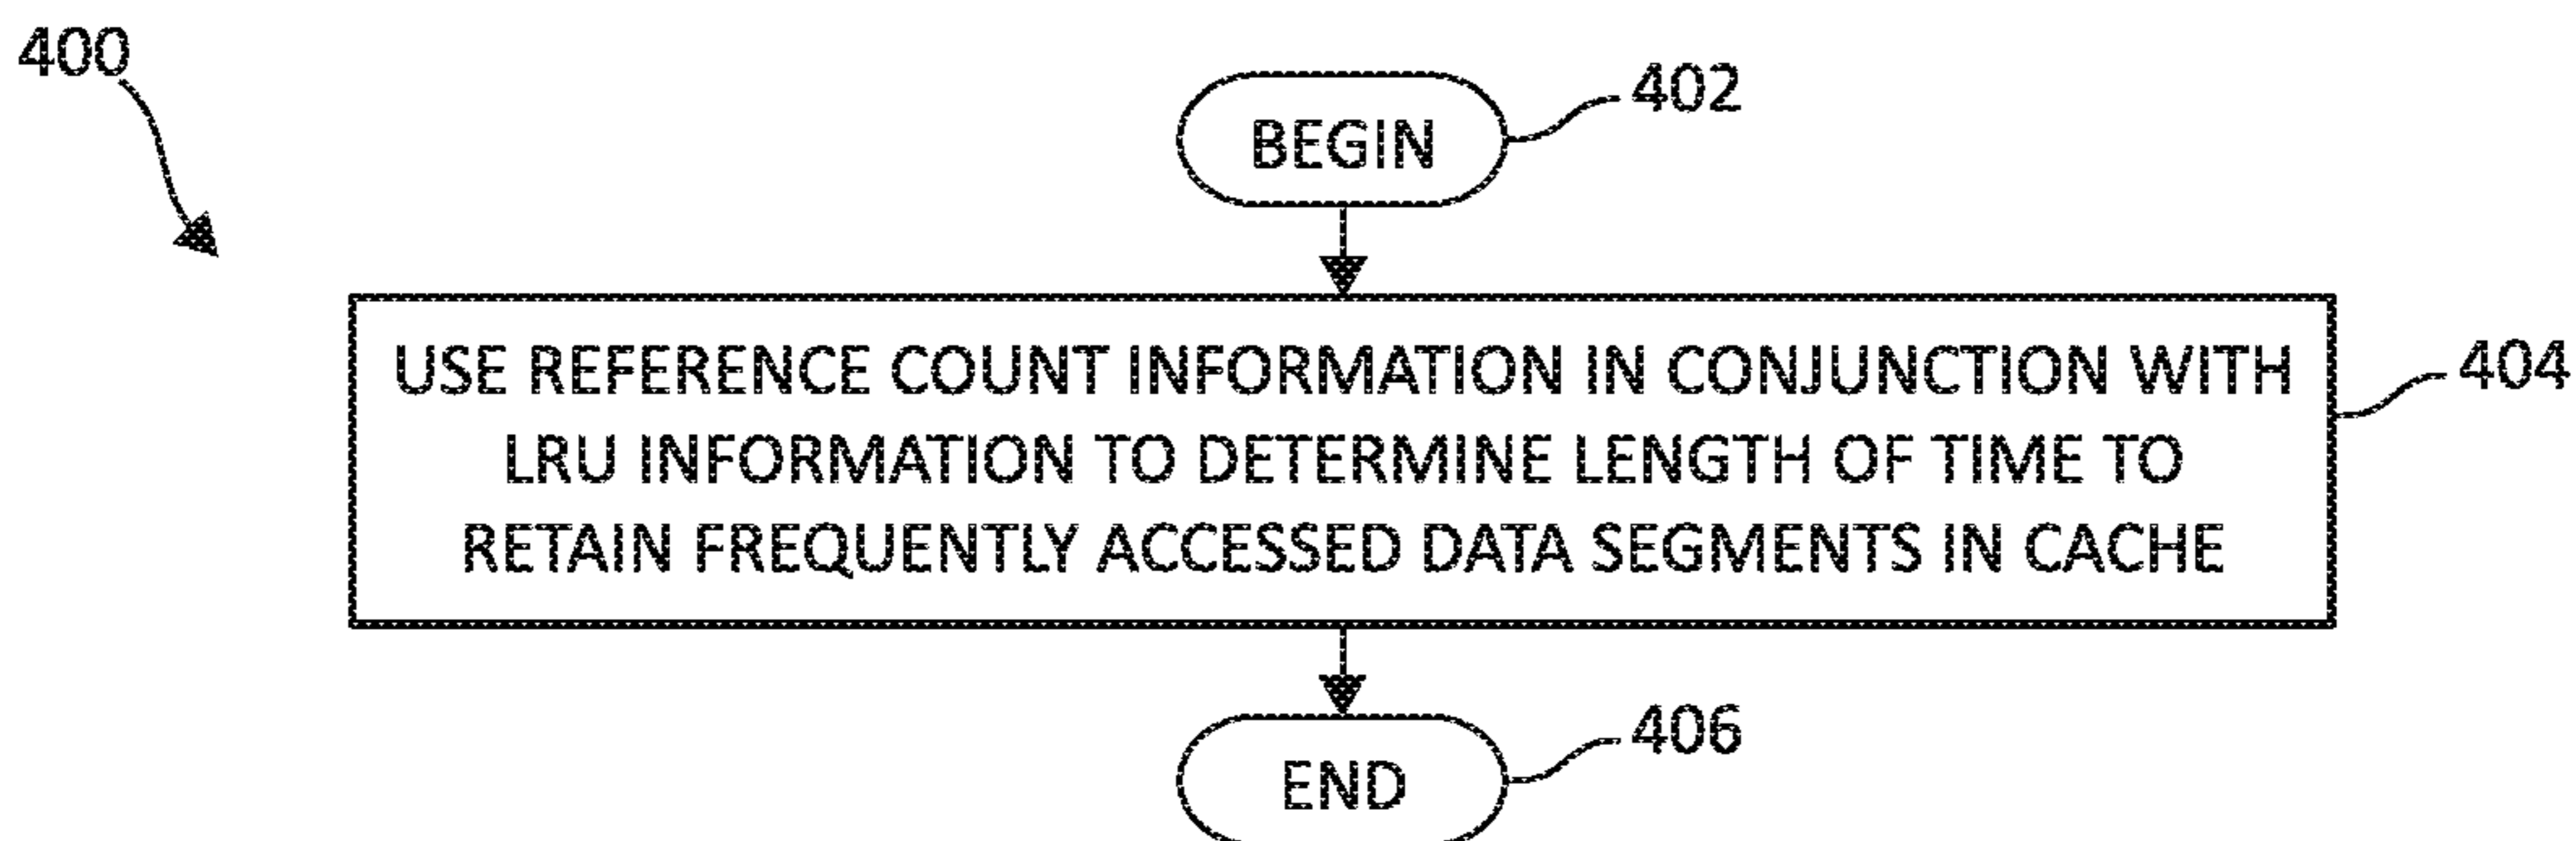 400
BEGIN
402
USE REFERENCE COUNT INFORMATION IN CONJUNCTION WITH
LRU INFORMATION TO DETERMINE LENGTH OF TIME TO
RETAIN FREQUENTLY ACCESSED DATA SEGMENTS IN CACHE
404
END
406